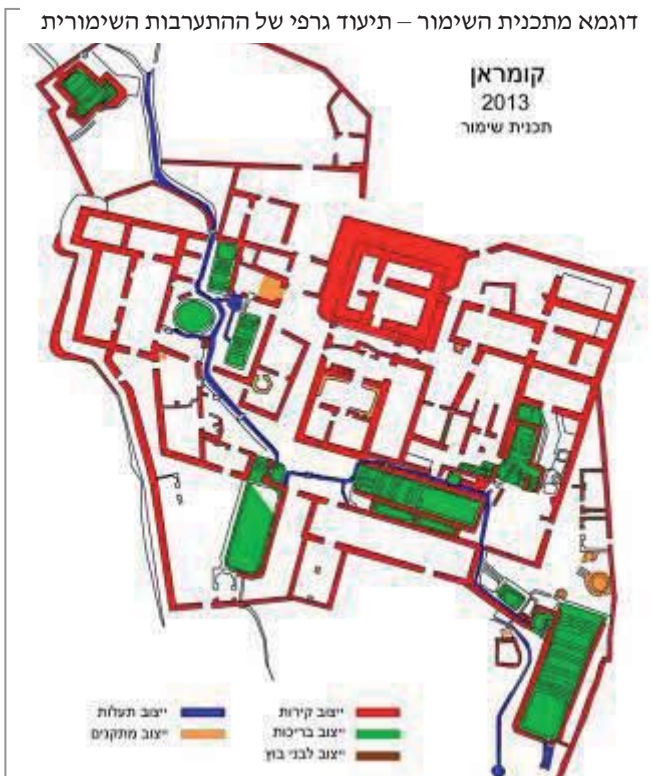 דוגמא מתכנית השימור – תיעוד גרפי של ההתערבות השימורית
קומראן
2013
תכנית שימור
ייצוב קירות
ייצוב בריכות
ייצוב לבני בוץ
ייצוב תעלות
ייצוב מתקנים